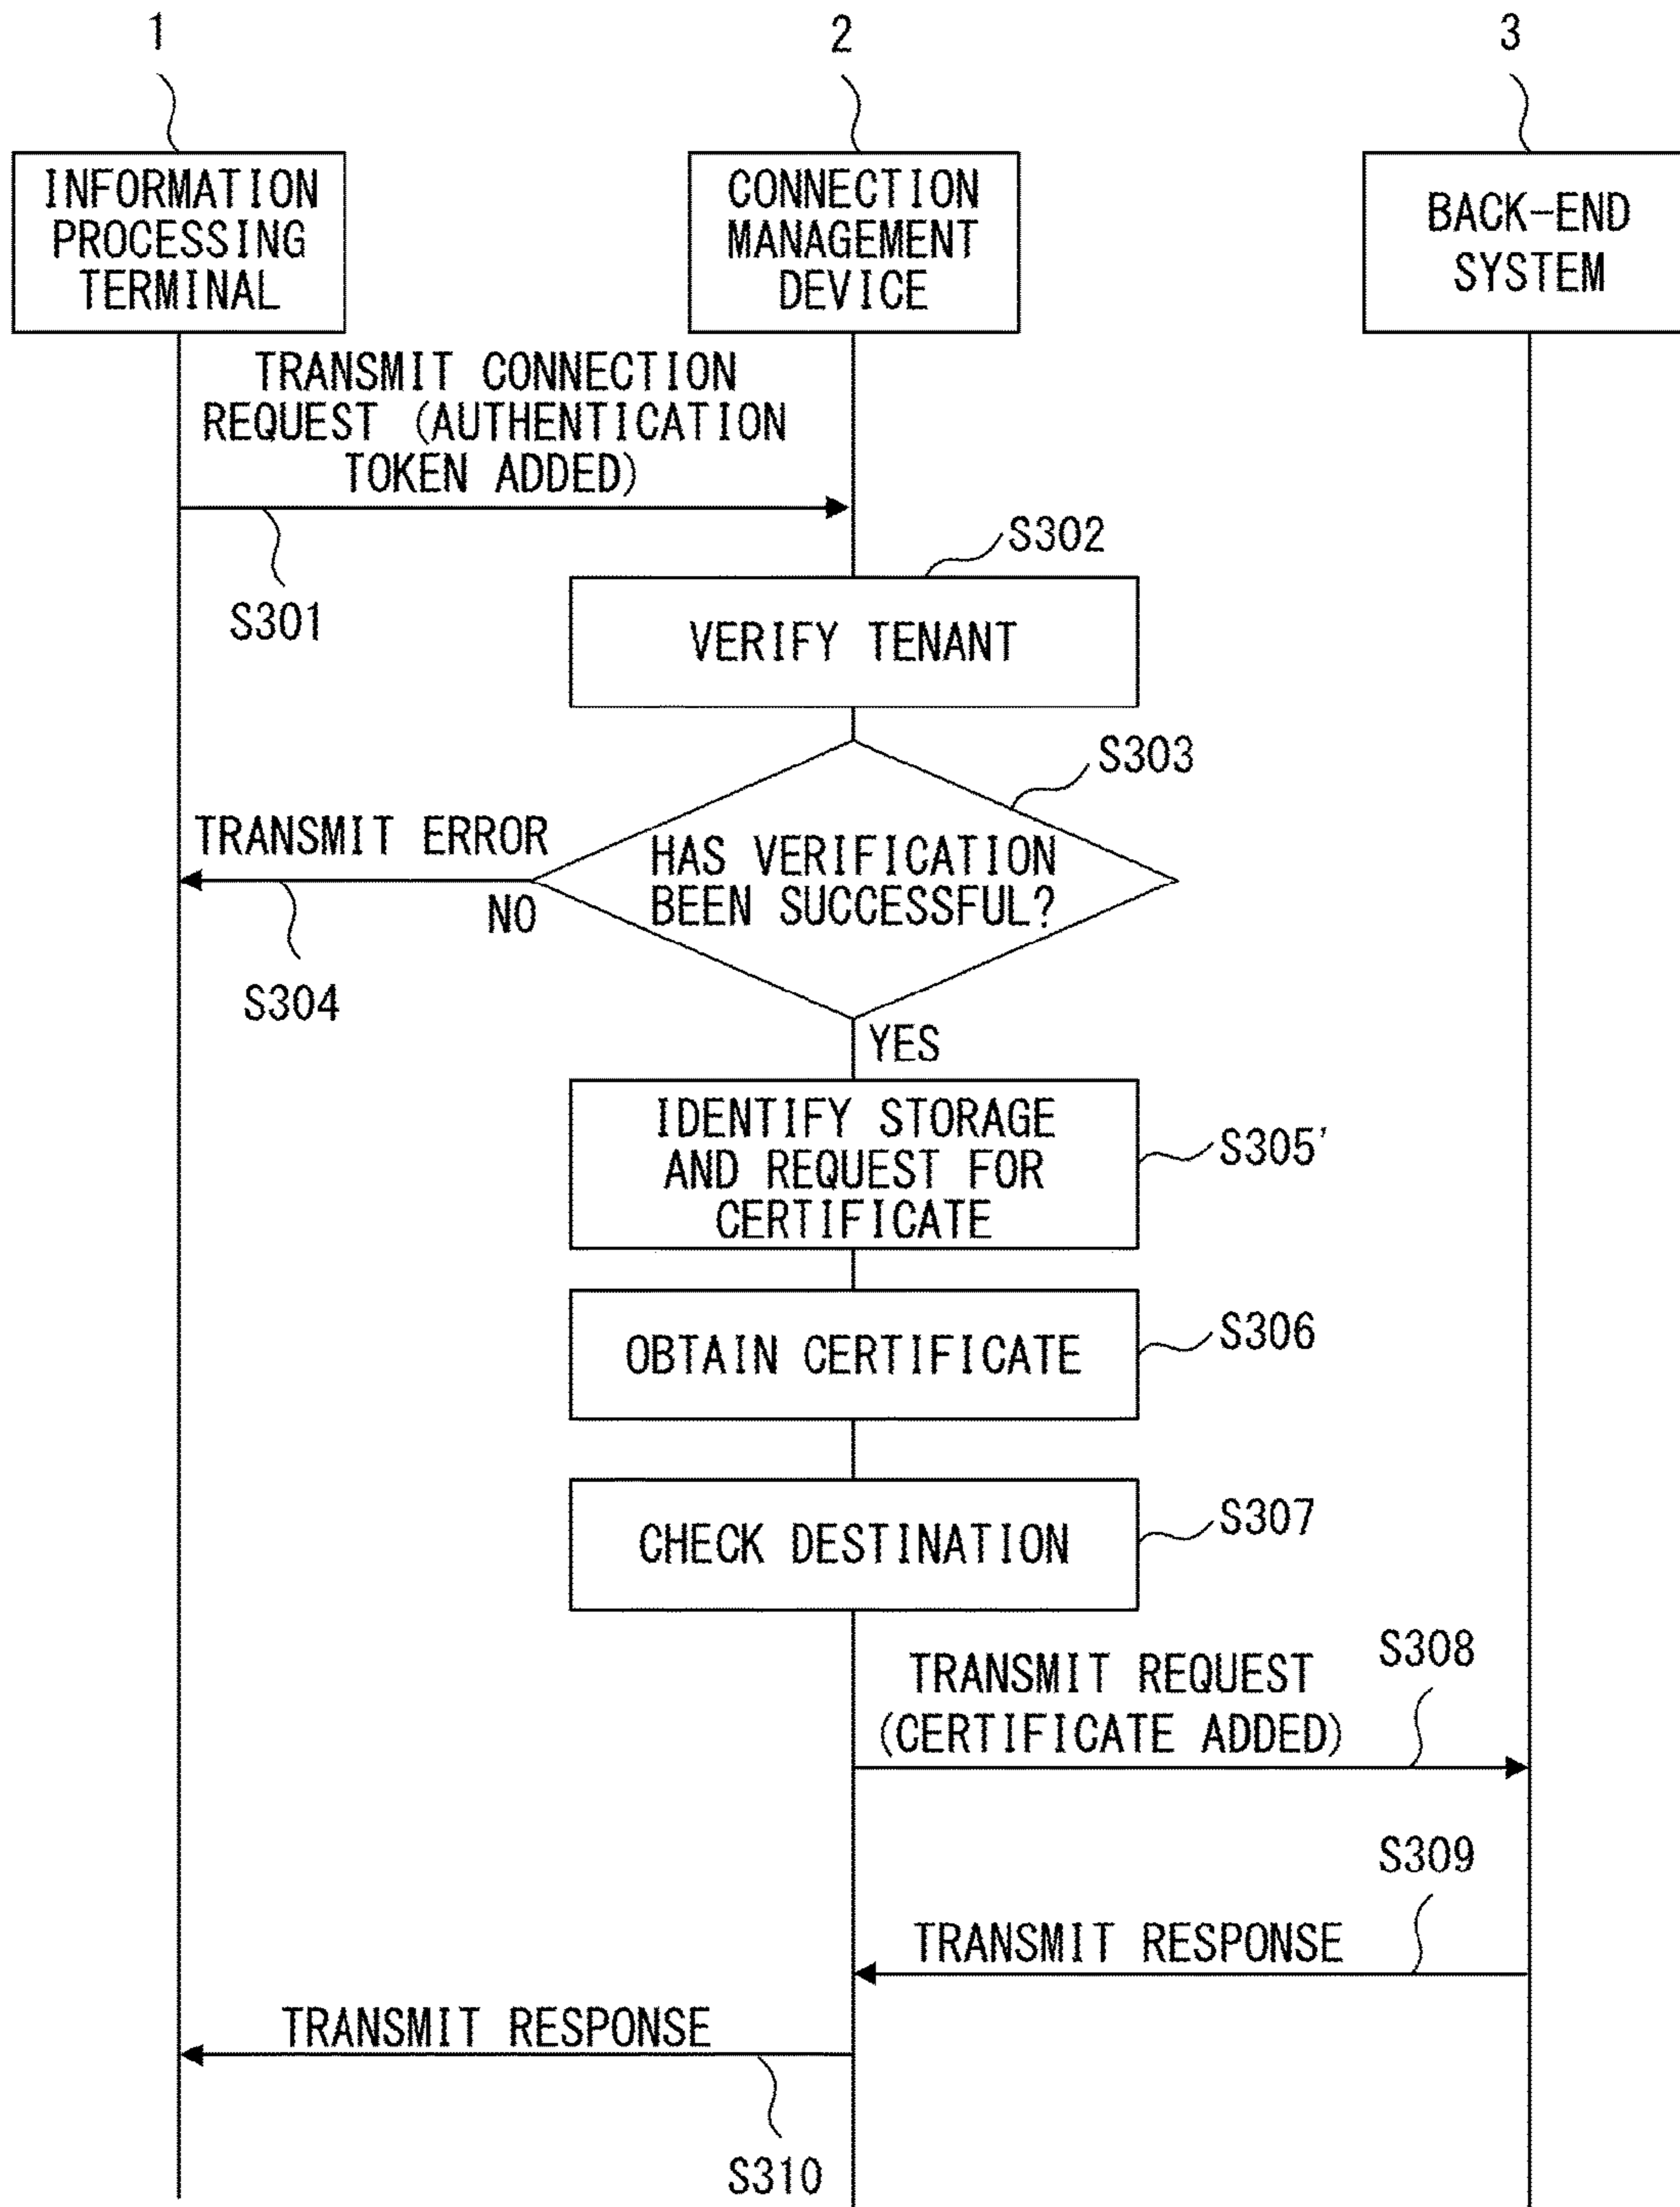 1
2
3
INFORMATION
PROCESSING
TERMINAL
CONNECTION
MANAGEMENT
DEVICE
BACK-END
SYSTEM
TRANSMIT CONNECTION
REQUEST (AUTHENTICATION
TOKEN ADDED)
S301
S302
VERIFY TENANT
S303
HAS VERIFICATION
BEEN SUCCESSFUL?
TRANSMIT ERROR
NO
S304
YES
IDENTIFY STORAGE
AND REQUEST FOR
CERTIFICATE
S305'
OBTAIN CERTIFICATE
S306
CHECK DESTINATION
S307
TRANSMIT REQUEST
(CERTIFICATE ADDED)
S308
S309
TRANSMIT RESPONSE
TRANSMIT RESPONSE
S310